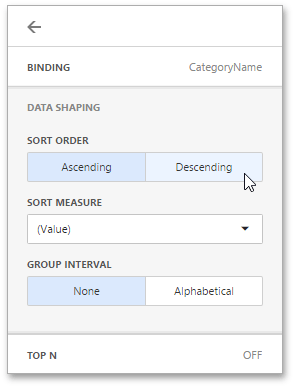 BINDING CategoryName
DATA SHAPING
SORT ORDER
Ascending Descending
SORT MEASURE
(Value)
GROUP INTERVAL
None Alphabetical
TOP N OFF